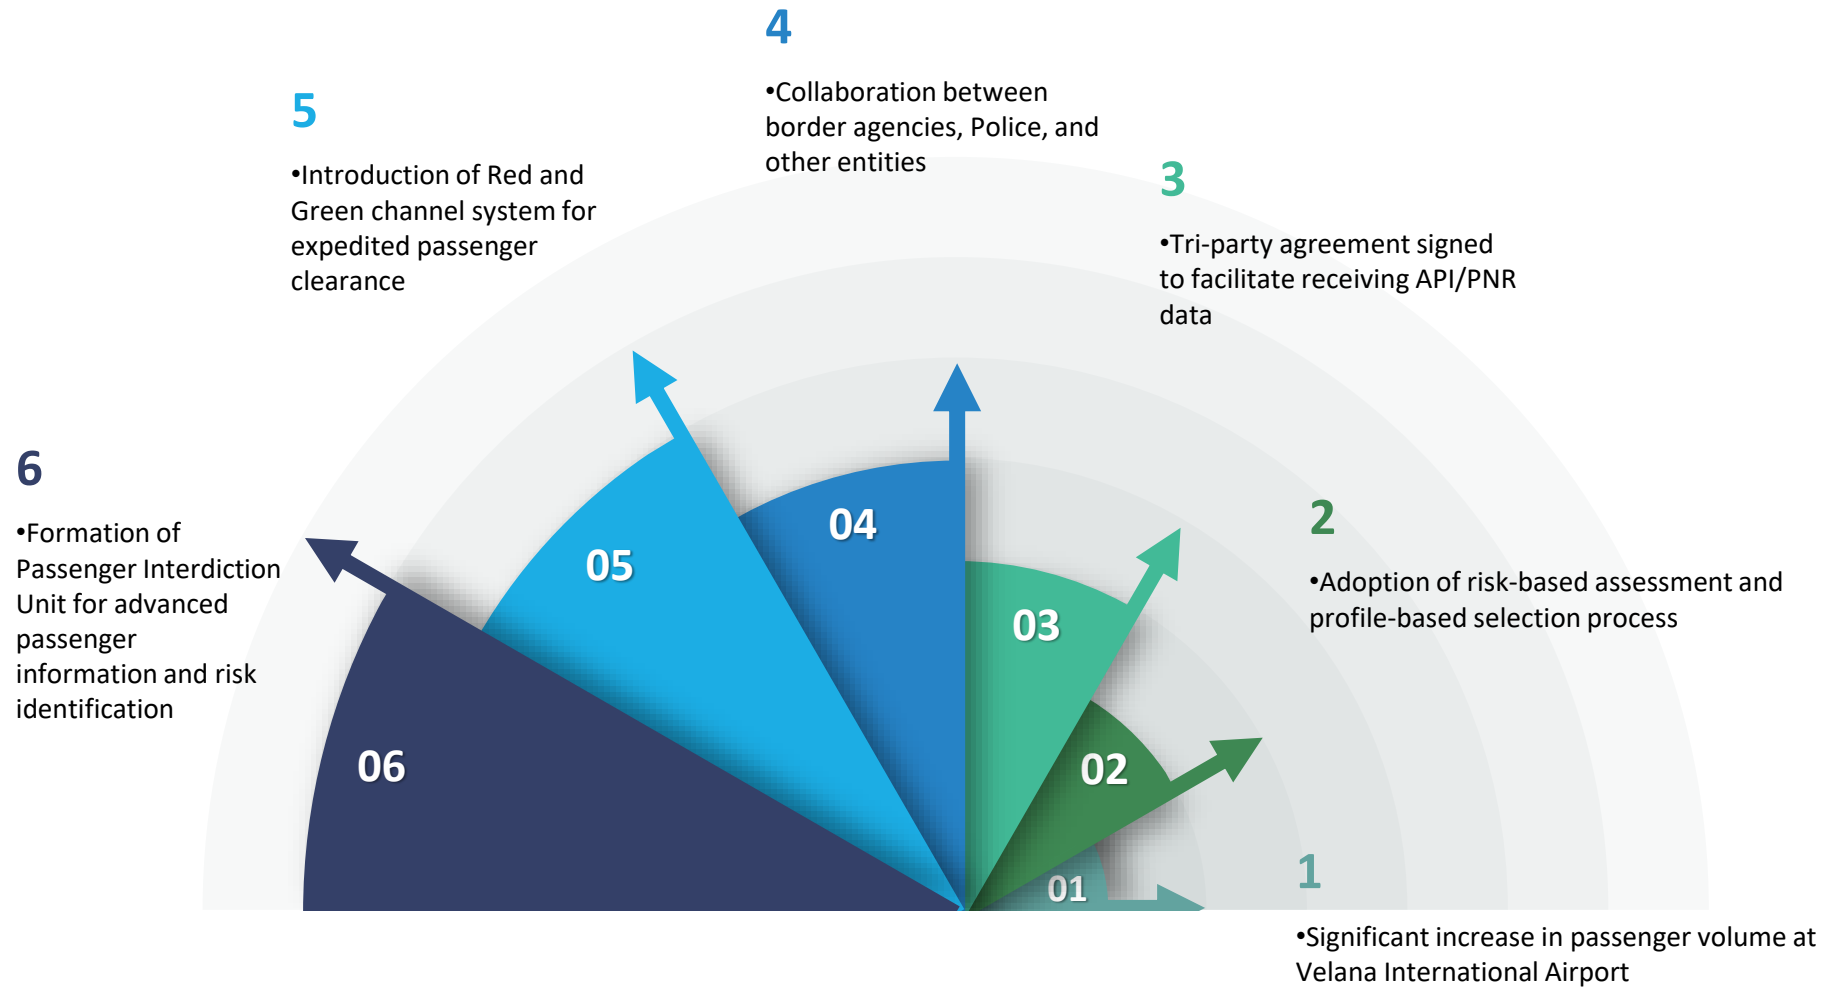 4
•Collaboration between
border agencies, Police, and
other entities
5
•Introduction of Red and
Green channel system for
expedited passenger
clearance
3
•Tri-party agreement signed
to facilitate receiving API/PNR
data
6
•Formation of
Passenger Interdiction
Unit for advanced
passenger
information and risk
identification
2
•Adoption of risk-based assessment and
profile-based selection process
04
05
03
02
06
01
1
•Significant increase in passenger volume at
Velana International Airport